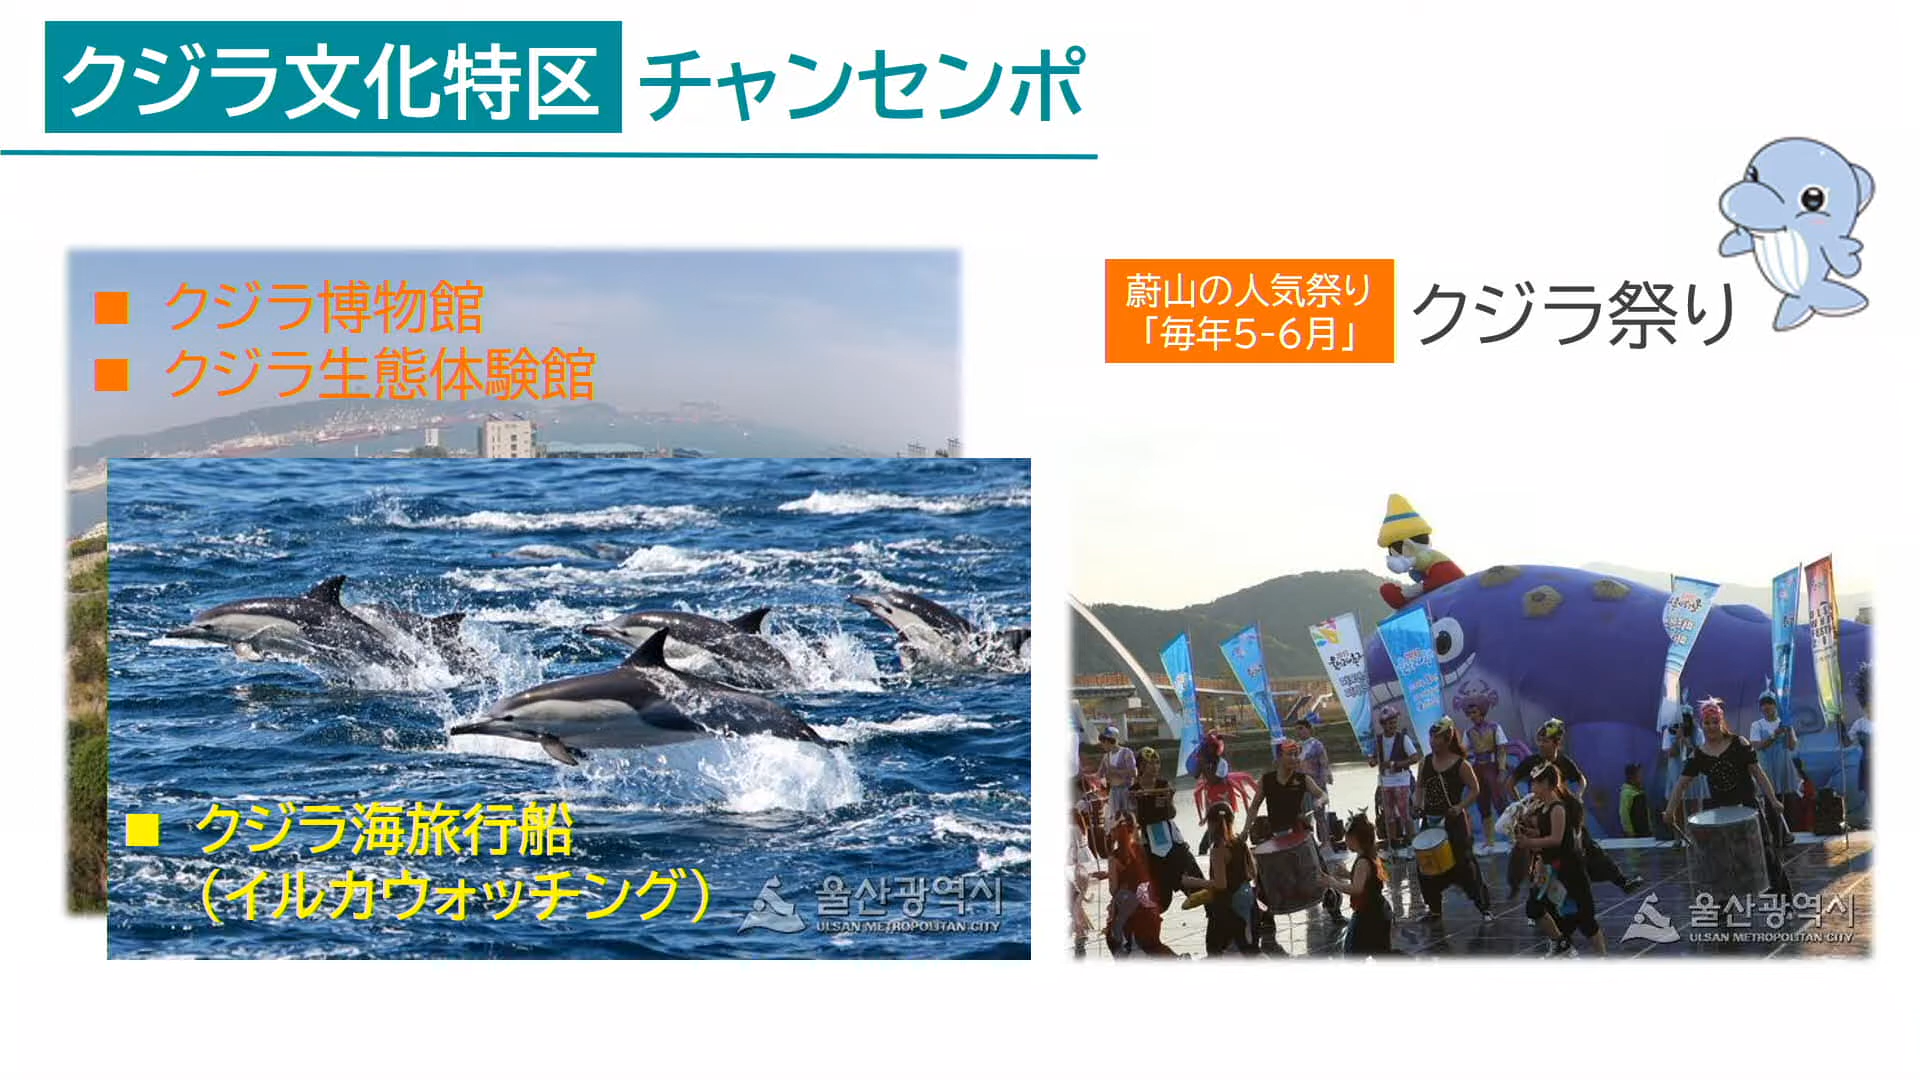 クジラ文化特区 チャンセンポ
■ クジラ博物館
■ クジラ生態体験館
■ クジラ海旅行船
（イルカウォッチング）
울산광역시
ULSAN METROPOLITAN CITY
蔚山の人気祭り
「毎年5-6月」
クジラ祭り
울산광역시
ULSAN METROPOLITAN CITY